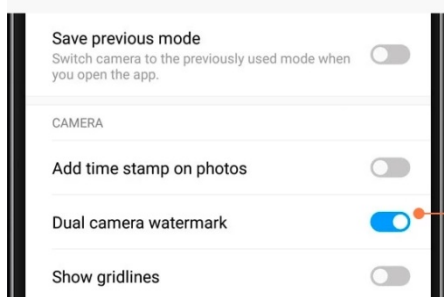 Save previous mode
Switch camera to the previously used mode when
you open the app.
CAMERA
Add time stamp on photos
Dual camera watermark
Show gridlines